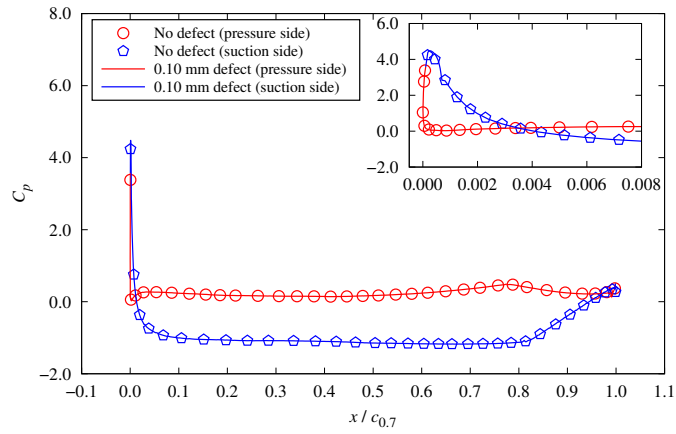 8.0
6.0
4.0
2.0
0.0
−2.0
C_p
No defect (pressure side)
No defect (suction side)
0.10 mm defect (pressure side)
0.10 mm defect (suction side)
6.0
4.0
2.0
0.0
−2.0
0.000 0.002 0.004 0.006 0.008
−0.1 0.0 0.1 0.2 0.3 0.4 0.5 0.6 0.7 0.8 0.9 1.0 1.1
x / c_0.7